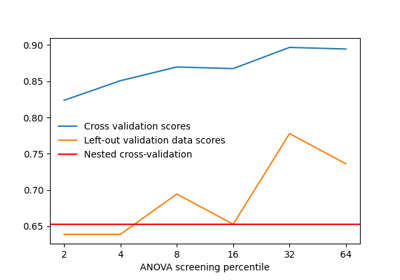 0.90
0.85
0.80
0.75
0.70
0.65
Cross validation scores
Left-out validation data scores
Nested cross-validation
2 4 8 16 32 64
ANOVA screening percentile